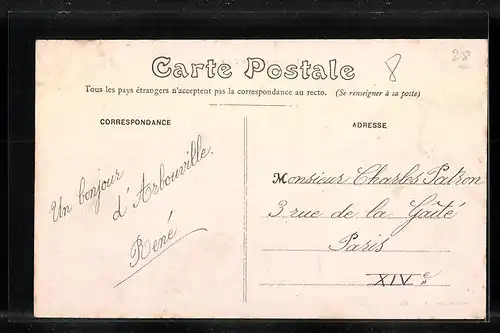 Carte Postale
8
Tous les pays étrangers n'acceptent pas la correspondance au recto. (Se renseigner à sa poste)
CORRESPONDANCE
Un bonjour
d'Arbouville.
René
ADRESSE
Monsieur Charles Patron
3 rue de la Gaîté
Paris
XIVe